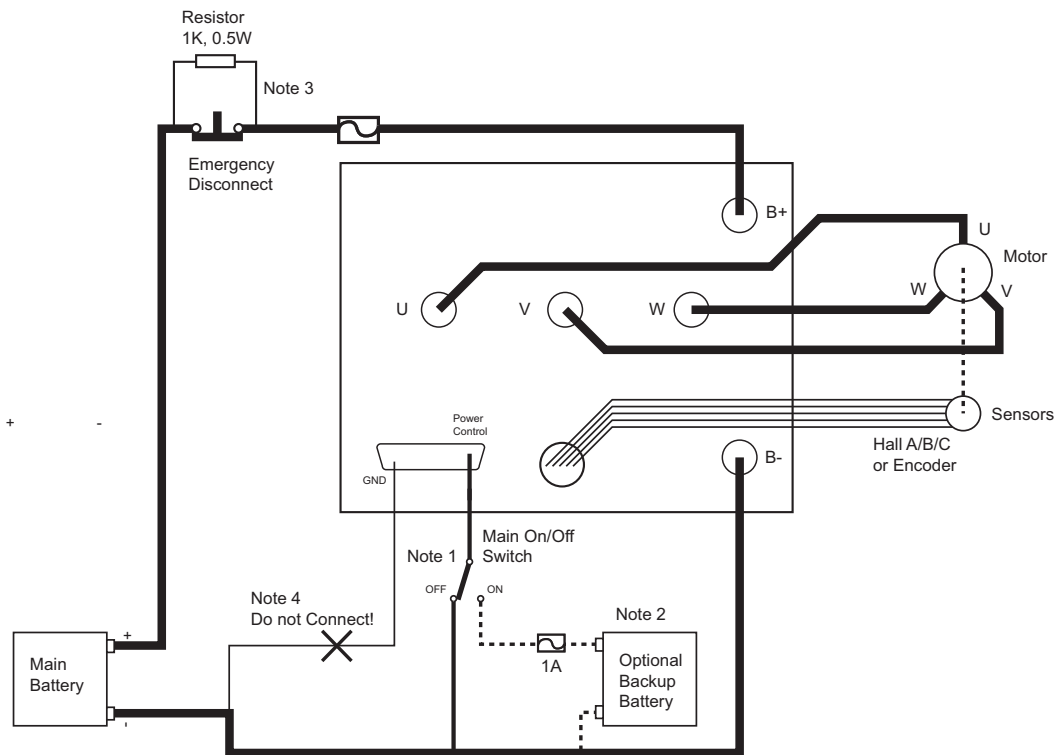 Resistor
1K, 0.5W
Note 3
Emergency
Disconnect
B+
U
Motor
W
V
U
V
W
+ -
Power
Control
Sensors
Hall A/B/C
or Encoder
B-
GND
Main On/Off
Switch
Note 1
OFF
ON
Note 4
Do not Connect!
Note 2
+
Main
Battery
-
1A
Optional
Backup
Battery